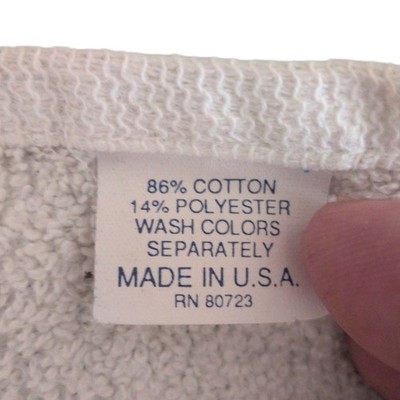 86% COTTON
14% POLYESTER
WASH COLORS
SEPARATELY
MADE IN U.S.A.
RN 80723